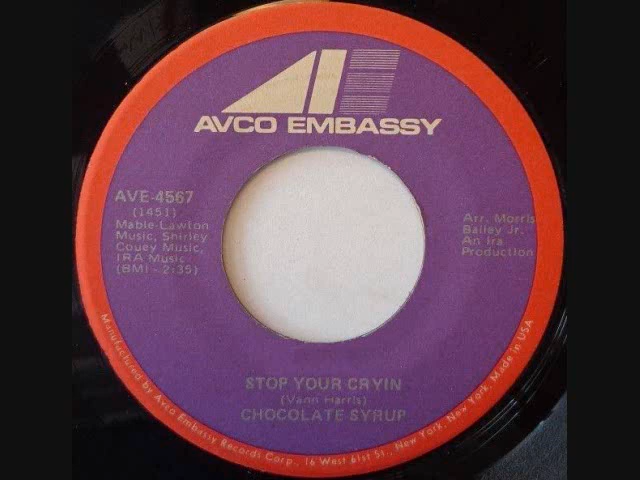 AVCO EMBASSY
AVE-4567
(1451)
Mable-Lawton
Music, Shirley
Couey Music,
IRA Music
(BMI - 2:35)
Arr. Morris
Bailey Jr.
An Ira
Production
STOP YOUR CRYIN
(Vann Harris)
CHOCOLATE SYRUP
Manufactured by Avco Embassy Records Corp., 16 West 61st St., New York, New York, Made in USA